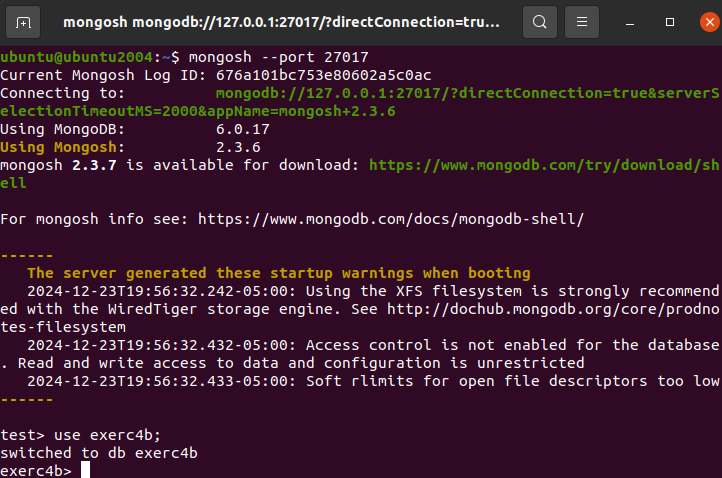 mongosh mongodb://127.0.0.1:27017/?directConnection=tru...
ubuntu@ubuntu2004:~$ mongosh --port 27017
Current Mongosh Log ID: 676a101bc753e80602a5c0ac
Connecting to:          mongodb://127.0.0.1:27017/?directConnection=true&serverS
electionTimeoutMS=2000&appName=mongosh+2.3.6
Using MongoDB:          6.0.17
Using Mongosh:          2.3.6
mongosh 2.3.7 is available for download: https://www.mongodb.com/try/download/sh
ell
For mongosh info see: https://www.mongodb.com/docs/mongodb-shell/
------
   The server generated these startup warnings when booting
   2024-12-23T19:56:32.242-05:00: Using the XFS filesystem is strongly recommend
ed with the WiredTiger storage engine. See http://dochub.mongodb.org/core/prodno
tes-filesystem
   2024-12-23T19:56:32.432-05:00: Access control is not enabled for the database
. Read and write access to data and configuration is unrestricted
   2024-12-23T19:56:32.433-05:00: Soft rlimits for open file descriptors too low
------
test> use exerc4b;
switched to db exerc4b
exerc4b>